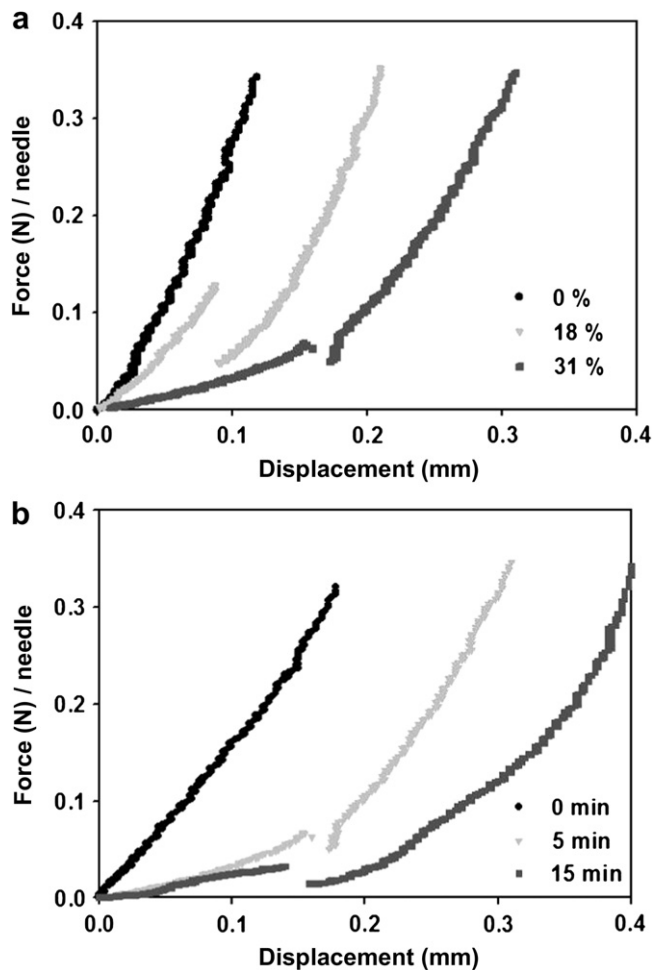 a
0.4
0.3
0.2
0.1
0.0
Force (N) / needle
0 %
18 %
31 %
0.0 0.1 0.2 0.3 0.4
Displacement (mm)
b
0.4
0.3
0.2
0.1
0.0
Force (N) / needle
0 min
5 min
15 min
0.0 0.1 0.2 0.3 0.4
Displacement (mm)